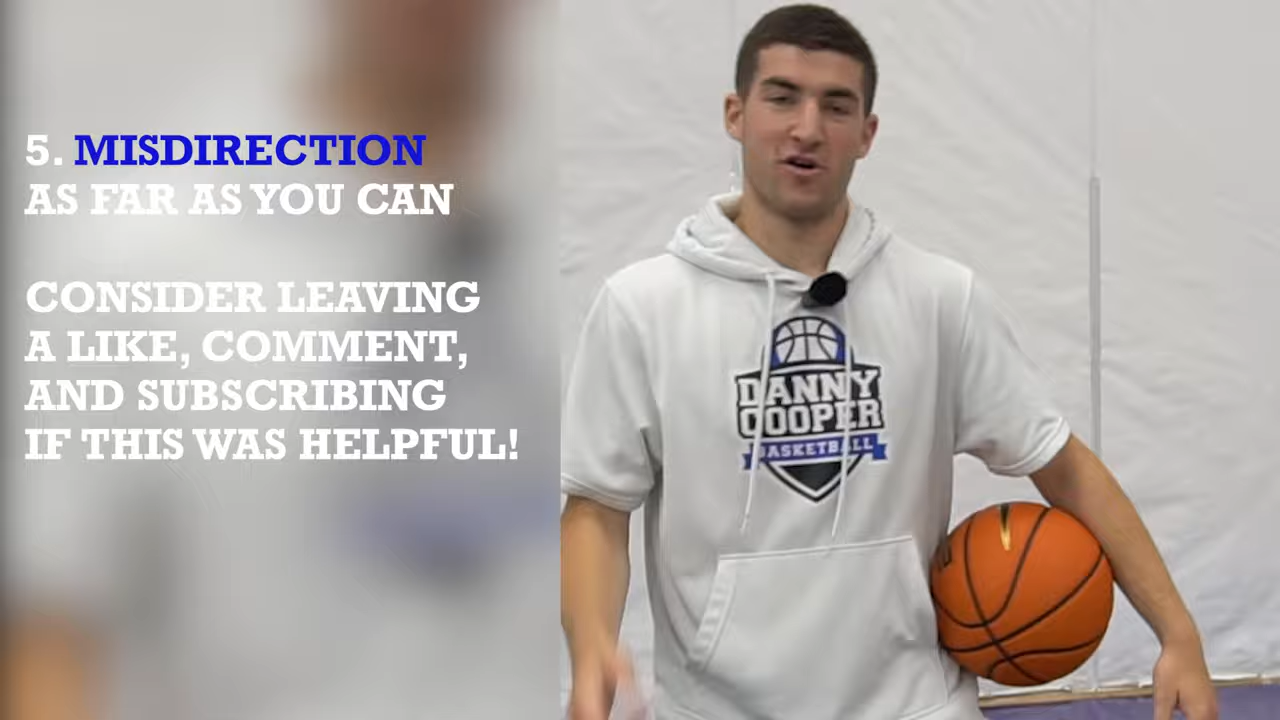 5. MISDIRECTION
AS FAR AS YOU CAN
CONSIDER LEAVING
A LIKE, COMMENT,
AND SUBSCRIBING
IF THIS WAS HELPFUL!
DANNY
COOPER
BASKETBALL